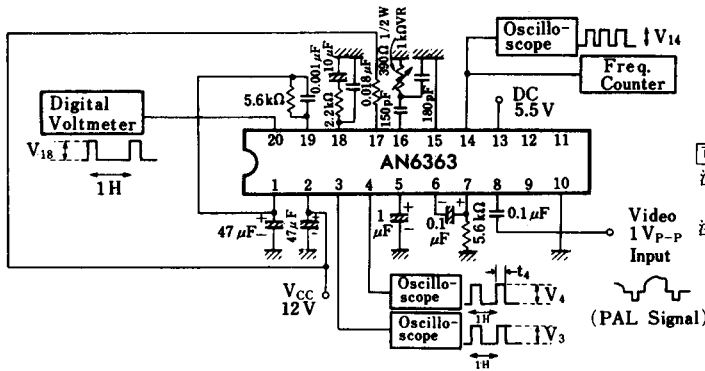 390Ω 1/2W
1kΩVR
Oscillo-
scope
V14
Freq.
Counter
0.001μF
5.6kΩ
10μF
2.2kΩ
0.018μF
150pF
180pF
DC
5.5V
Digital
Voltmeter
V18
1H
20 19 18 17 16 15 14 13 12 11
AN6363
1 2 3 4 5 6 7 8 9 10
+
−
47μF
+
−
47μF
1
μF
+
−
−
+
0.1
μF
5.6kΩ
0.1μF
Video
1VP-P
Input
(PAL Signal)
VCC
12V
Oscillo-
scope
t4
V4
1H
Oscillo-
scope
V3
1H